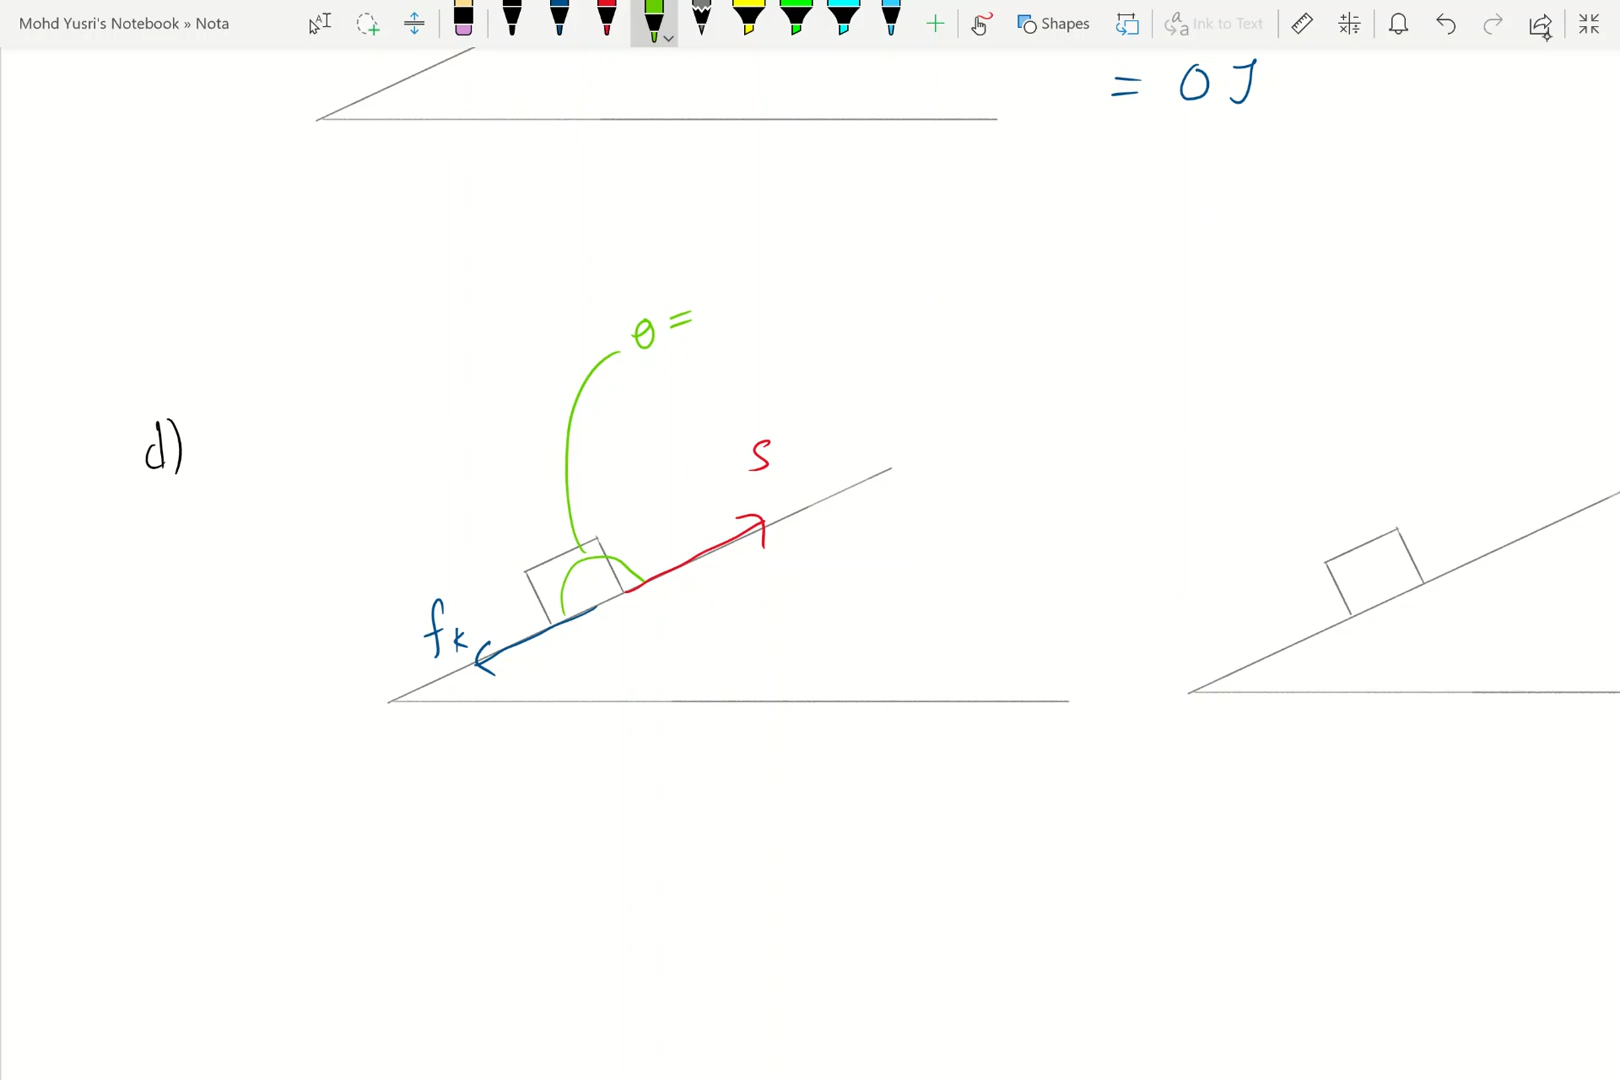 Mohd Yusri's Notebook » Nota
Shapes
Ink to Text
= 0 J
θ =
d)
s
fk